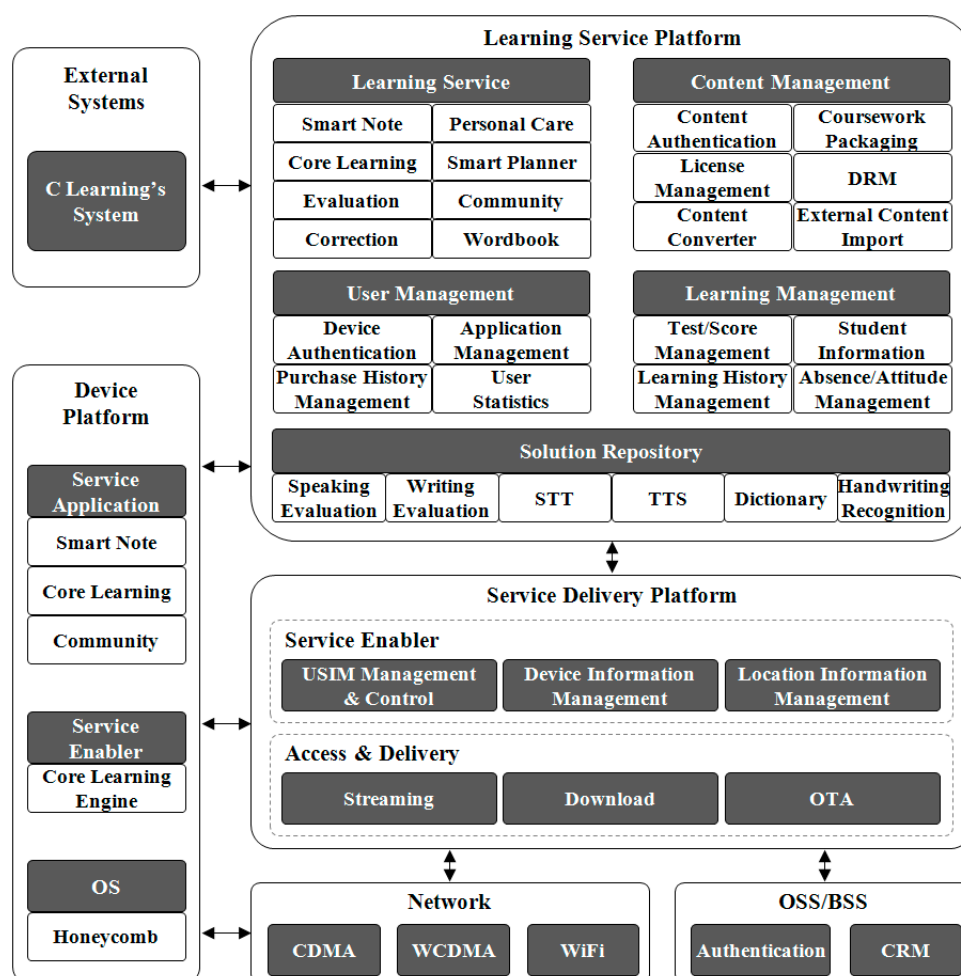 External
Systems
C Learning's
System
Device
Platform
Service
Application
Smart Note
Core Learning
Community
Service
Enabler
Core Learning
Engine
OS
Honeycomb
Learning Service Platform
Learning Service
Smart Note
Personal Care
Core Learning
Smart Planner
Evaluation
Community
Correction
Wordbook
Content Management
Content
Authentication
Coursework
Packaging
License
Management
DRM
Content
Converter
External Content
Import
User Management
Device
Authentication
Application
Management
Purchase History
Management
User
Statistics
Learning Management
Test/Score
Management
Student
Information
Learning History
Management
Absence/Attitude
Management
Solution Repository
Speaking
Evaluation
Writing
Evaluation
STT
TTS
Dictionary
Handwriting
Recognition
Service Delivery Platform
Service Enabler
USIM Management
& Control
Device Information
Management
Location Information
Management
Access & Delivery
Streaming
Download
OTA
Network
CDMA
WCDMA
WiFi
OSS/BSS
Authentication
CRM